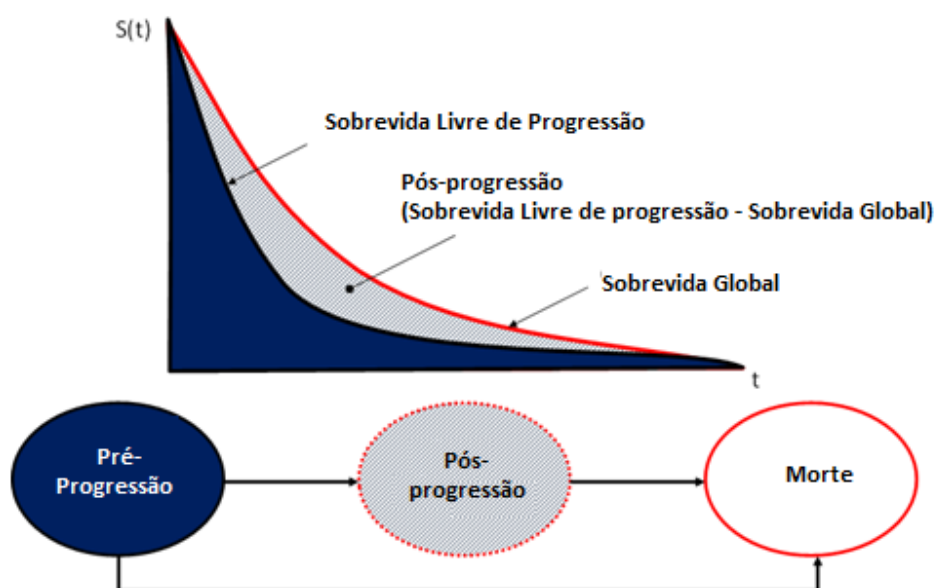 S(t)
Sobrevida Livre de Progressão
Pós-progressão
(Sobrevida Livre de progressão - Sobrevida Global)
Sobrevida Global
t
Pré-
Progressão
Pós-
progressão
Morte